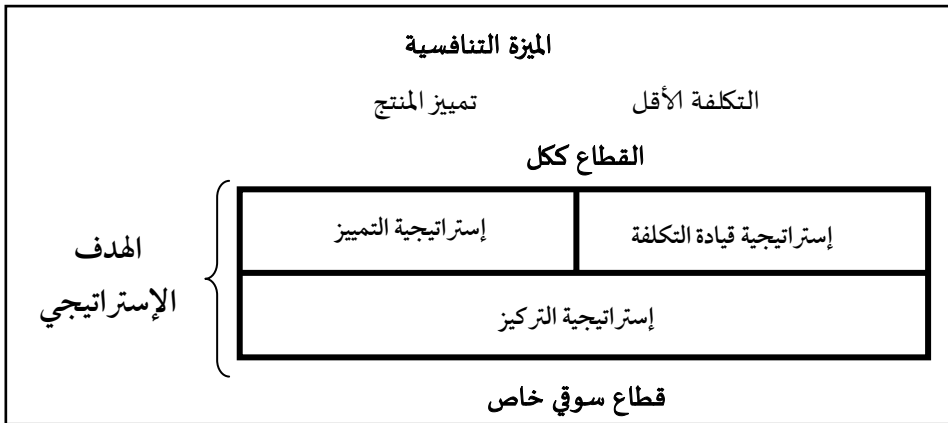 الميزة التنافسية
التكلفة الأقل
تمييز المنتج
القطاع ككل
إستراتيجية قيادة التكلفة
إستراتيجية التمييز
الهدف
الإستراتيجي
إستراتيجية التركيز
قطاع سوقي خاص